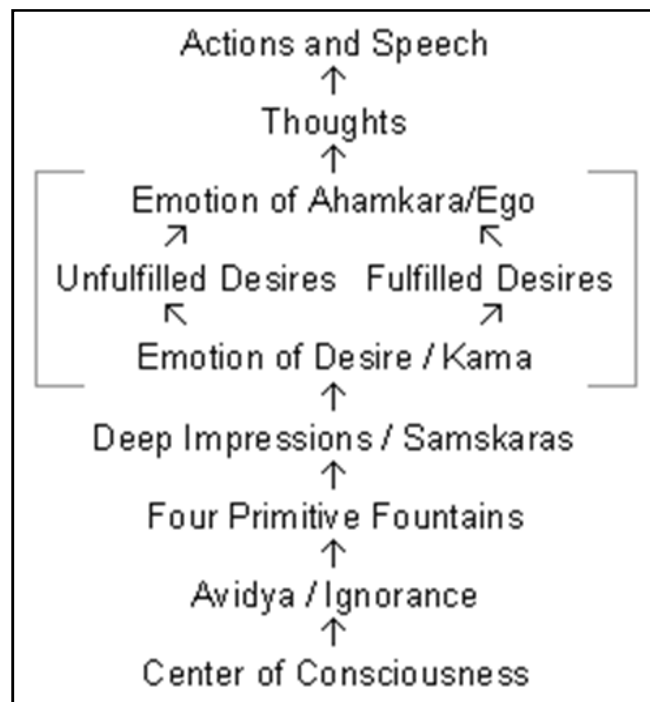 Actions and Speech
↑
Thoughts
↑
Emotion of Ahamkara/Ego
↗ ↖
Unfulfilled Desires Fulfilled Desires
↖ ↗
Emotion of Desire / Kama
↑
Deep Impressions / Samskaras
↑
Four Primitive Fountains
↑
Avidya / Ignorance
↑
Center of Consciousness